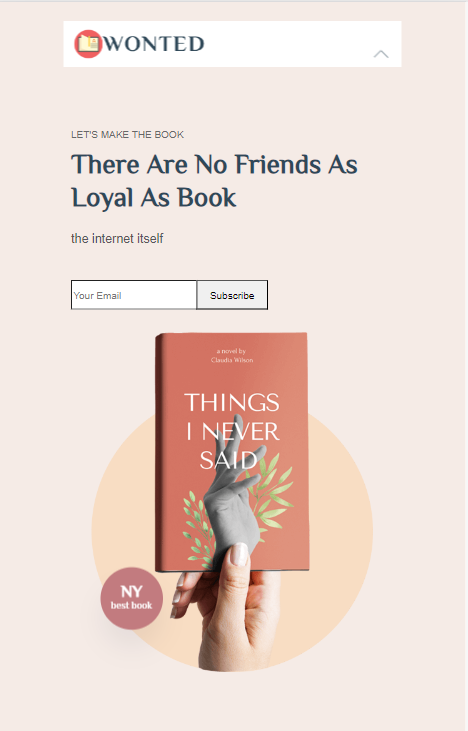 WONTED
LET'S MAKE THE BOOK
There Are No Friends As
Loyal As Book
the internet itself
Your Email
Subscribe
a novel by
Claudia Wilson
THINGS
I NEVER
SAID
NY
best book